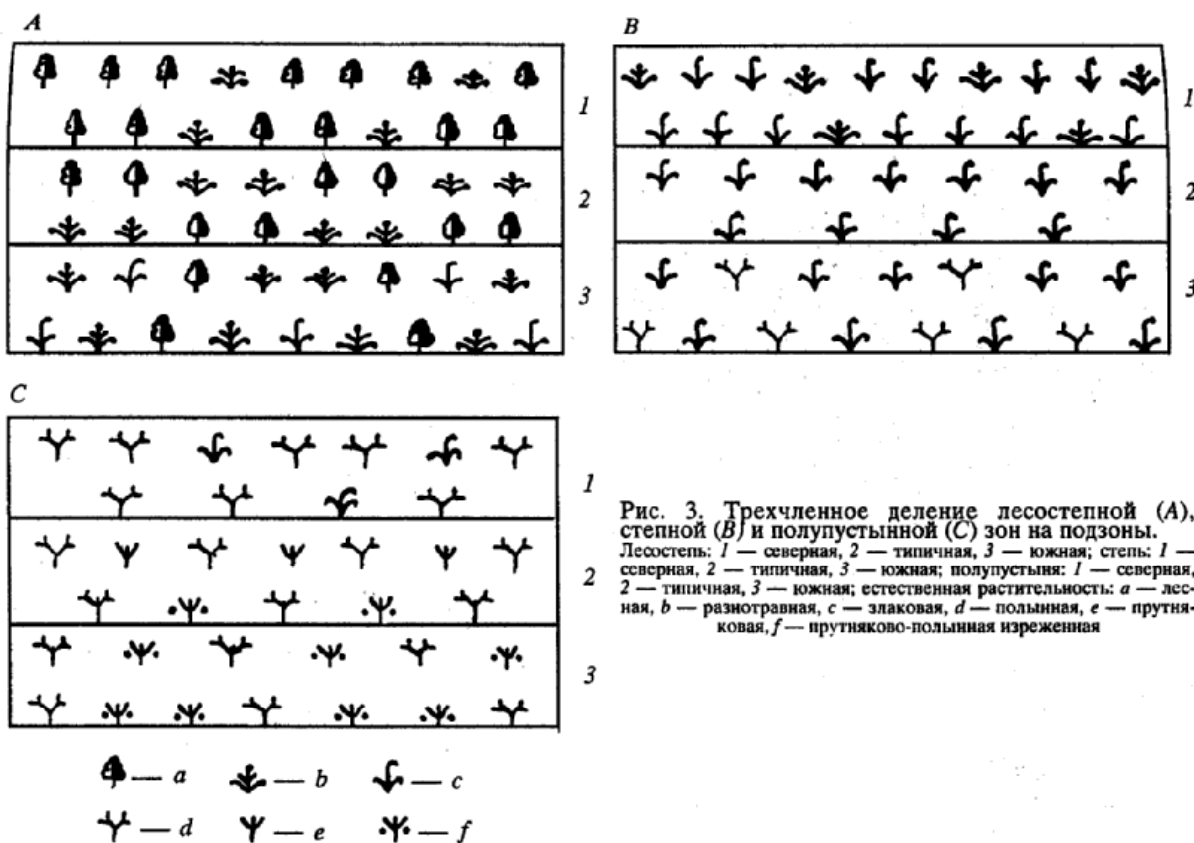 A
B
1
2
3
1
2
3
C
1
2
3
Рис. 3. Трехчленное деление лесостепной (A),
степной (B) и полупустынной (C) зон на подзоны.
Лесостепь: 1 — северная, 2 — типичная, 3 — южная; степь: 1 —
северная, 2 — типичная, 3 — южная; полупустыня: 1 — северная,
2 — типичная, 3 — южная; естественная растительность: a — лес-
ная, b — разнотравная, c — злаковая, d — полынная, e — прутня-
ковая, f — прутняково-полынная изреженная
— a — b — c
— d — e — f